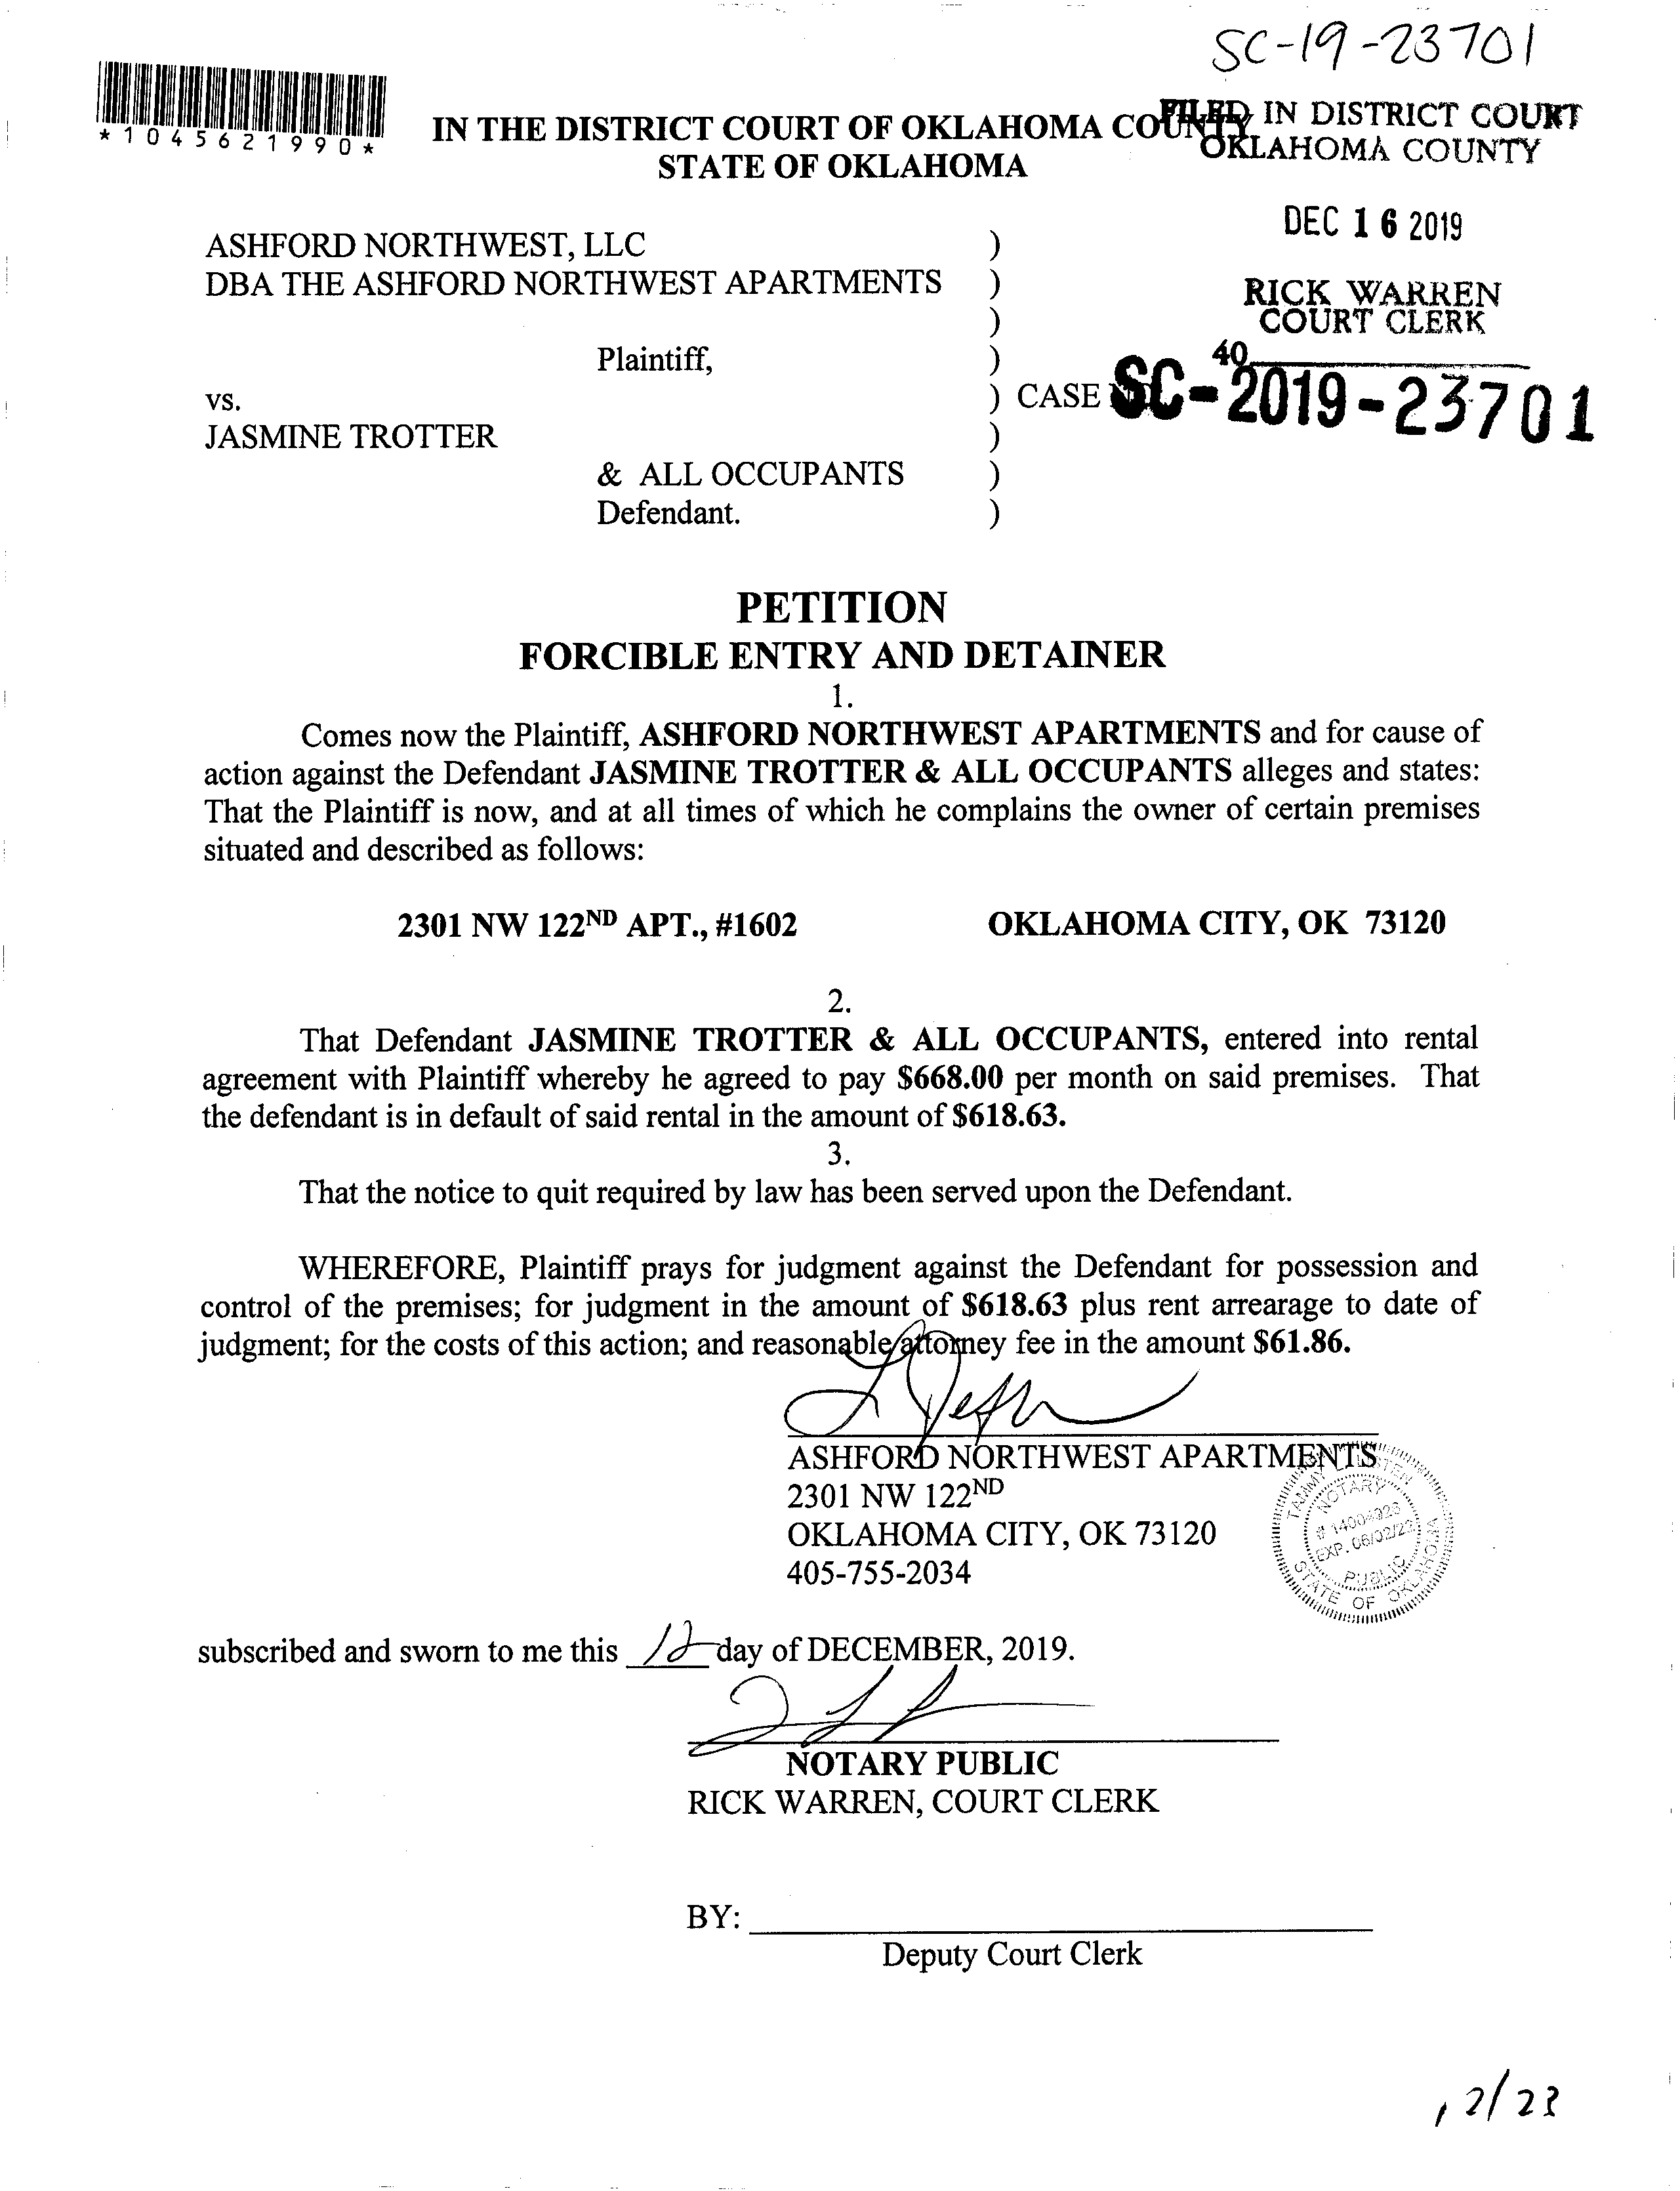 SC-19-23701
*1045621990*
IN THE DISTRICT COURT OF OKLAHOMA COUNTY
STATE OF OKLAHOMA
FILED IN DISTRICT COURT
OKLAHOMA COUNTY
DEC 16 2019
RICK WARREN
COURT CLERK
40
ASHFORD NORTHWEST, LLC )
DBA THE ASHFORD NORTHWEST APARTMENTS )
)
Plaintiff, )
vs. ) CASE SC-2019-23701
JASMINE TROTTER )
& ALL OCCUPANTS )
Defendant. )
PETITION
FORCIBLE ENTRY AND DETAINER
1.
Comes now the Plaintiff, ASHFORD NORTHWEST APARTMENTS and for cause of
action against the Defendant JASMINE TROTTER & ALL OCCUPANTS alleges and states:
That the Plaintiff is now, and at all times of which he complains the owner of certain premises
situated and described as follows:
2301 NW 122ND APT., #1602 OKLAHOMA CITY, OK 73120
2.
That Defendant JASMINE TROTTER & ALL OCCUPANTS, entered into rental
agreement with Plaintiff whereby he agreed to pay $668.00 per month on said premises. That
the defendant is in default of said rental in the amount of $618.63.
3.
That the notice to quit required by law has been served upon the Defendant.
WHEREFORE, Plaintiff prays for judgment against the Defendant for possession and
control of the premises; for judgment in the amount of $618.63 plus rent arrearage to date of
judgment; for the costs of this action; and reasonable attorney fee in the amount $61.86.
ASHFORD NORTHWEST APARTMENTS
2301 NW 122ND
OKLAHOMA CITY, OK 73120
405-755-2034
TAMMY
NOTARY
EXP. 06/02/22
PUBLIC
STATE OF OKLAHOMA
subscribed and sworn to me this 12 day of DECEMBER, 2019.
NOTARY PUBLIC
RICK WARREN, COURT CLERK
BY:
Deputy Court Clerk
12/23